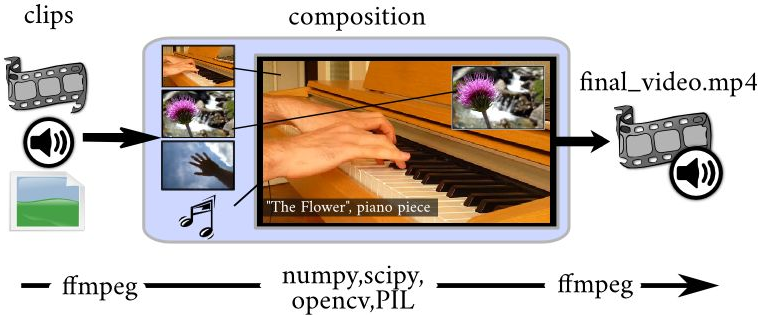 clips
composition
final_video.mp4
"The Flower", piano piece
ffmpeg
numpy,scipy,
opencv,PIL
ffmpeg